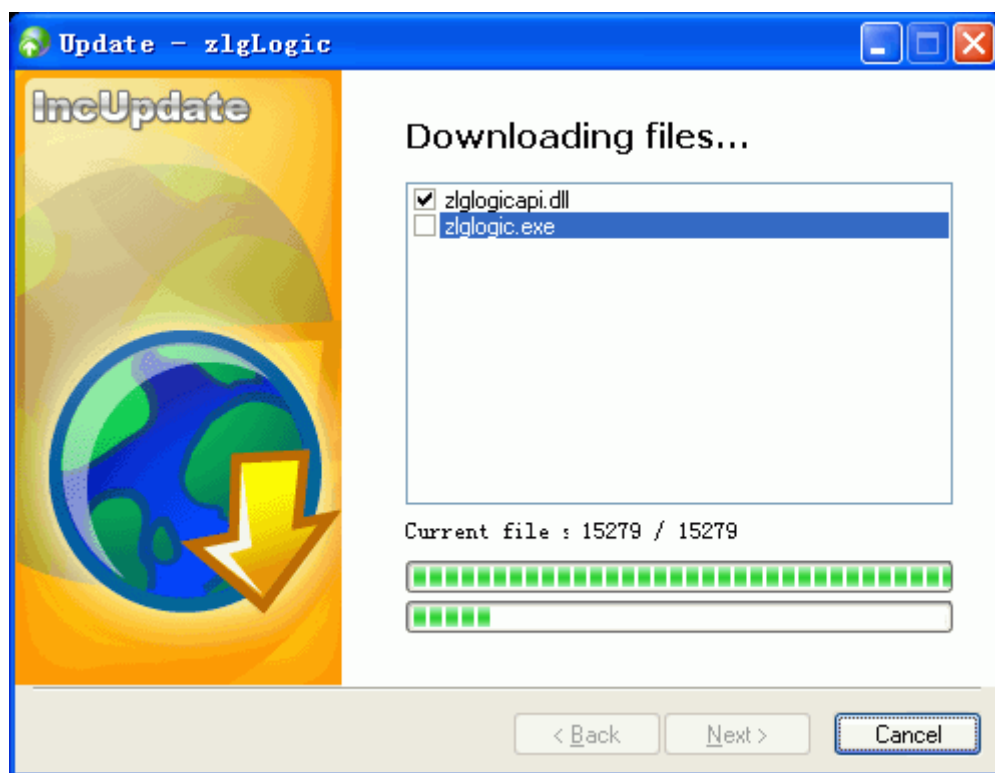 Update - zlgLogic
IncUpdate
Downloading files...
zlglogicapi.dll
zlglogic.exe
Current file : 15279 / 15279
< Back
Next >
Cancel